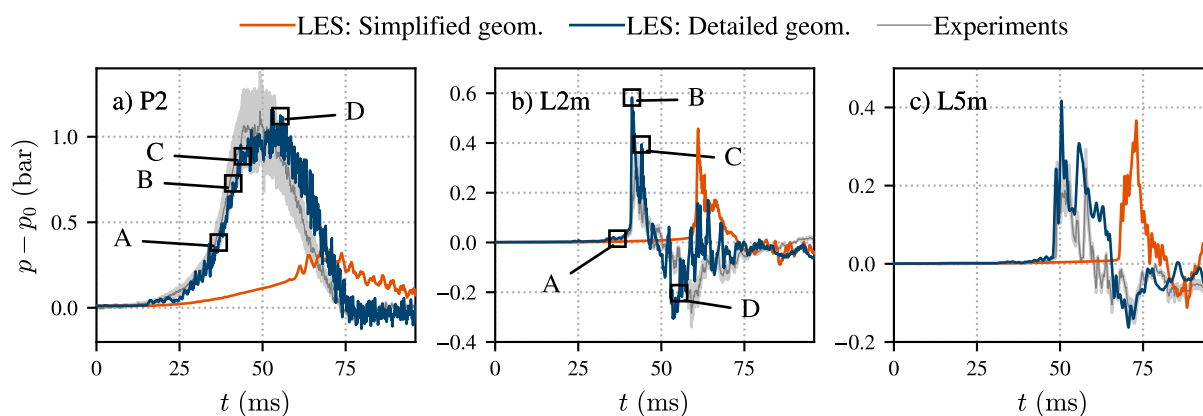 LES: Simplified geom. LES: Detailed geom. Experiments
a) P2
A
B
C
D
0.0
0.5
1.0
p − p0 (bar)
0 25 50 75
t (ms)
b) L2m
A
B
C
D
0.6
0.4
0.2
0.0
−0.2
−0.4
0 25 50 75
t (ms)
c) L5m
0.4
0.2
0.0
−0.2
0 25 50 75
t (ms)